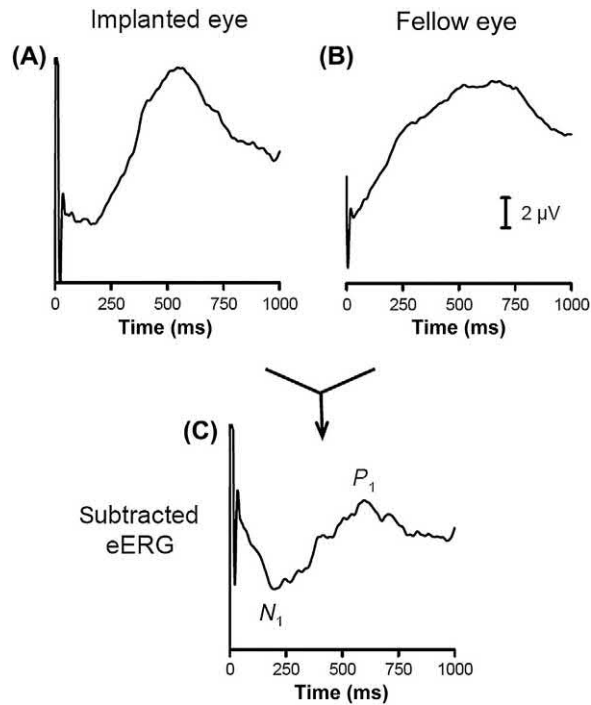 Implanted eye
Fellow eye
(A)
(B)
2 µV
0 250 500 750 1000
Time (ms)
0 250 500 750 1000
Time (ms)
(C)
P1
Subtracted
eERG
N1
0 250 500 750 1000
Time (ms)